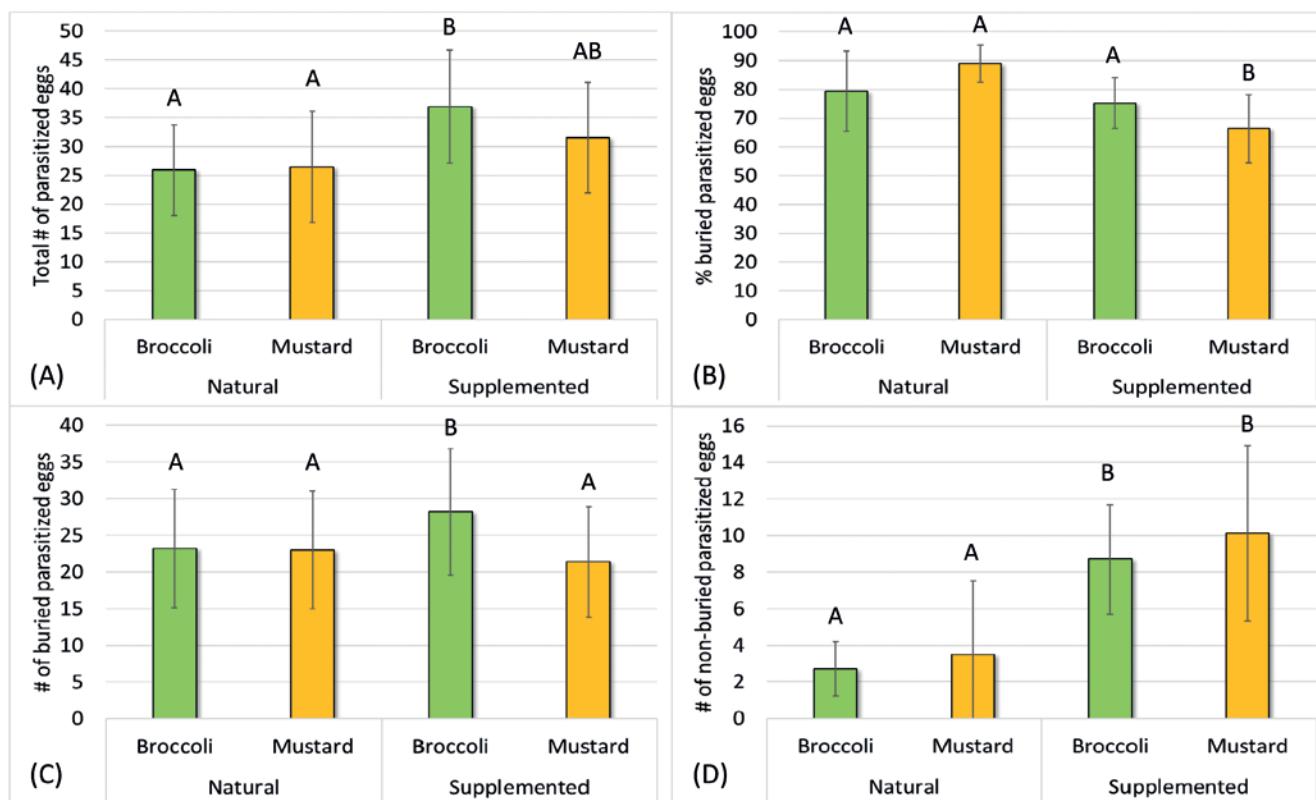 Total # of parasitized eggs
50
45
40
35
30
25
20
15
10
5
0
A
A
B
AB
Broccoli Mustard Broccoli Mustard
Natural Supplemented
(A)
% buried parasitized eggs
100
90
80
70
60
50
40
30
20
10
0
A
A
A
B
Broccoli Mustard Broccoli Mustard
Natural Supplemented
(B)
# of buried parasitized eggs
40
35
30
25
20
15
10
5
0
A
A
B
A
Broccoli Mustard Broccoli Mustard
Natural Supplemented
(C)
# of non-buried parasitized eggs
16
14
12
10
8
6
4
2
0
A
A
B
B
Broccoli Mustard Broccoli Mustard
Natural Supplemented
(D)